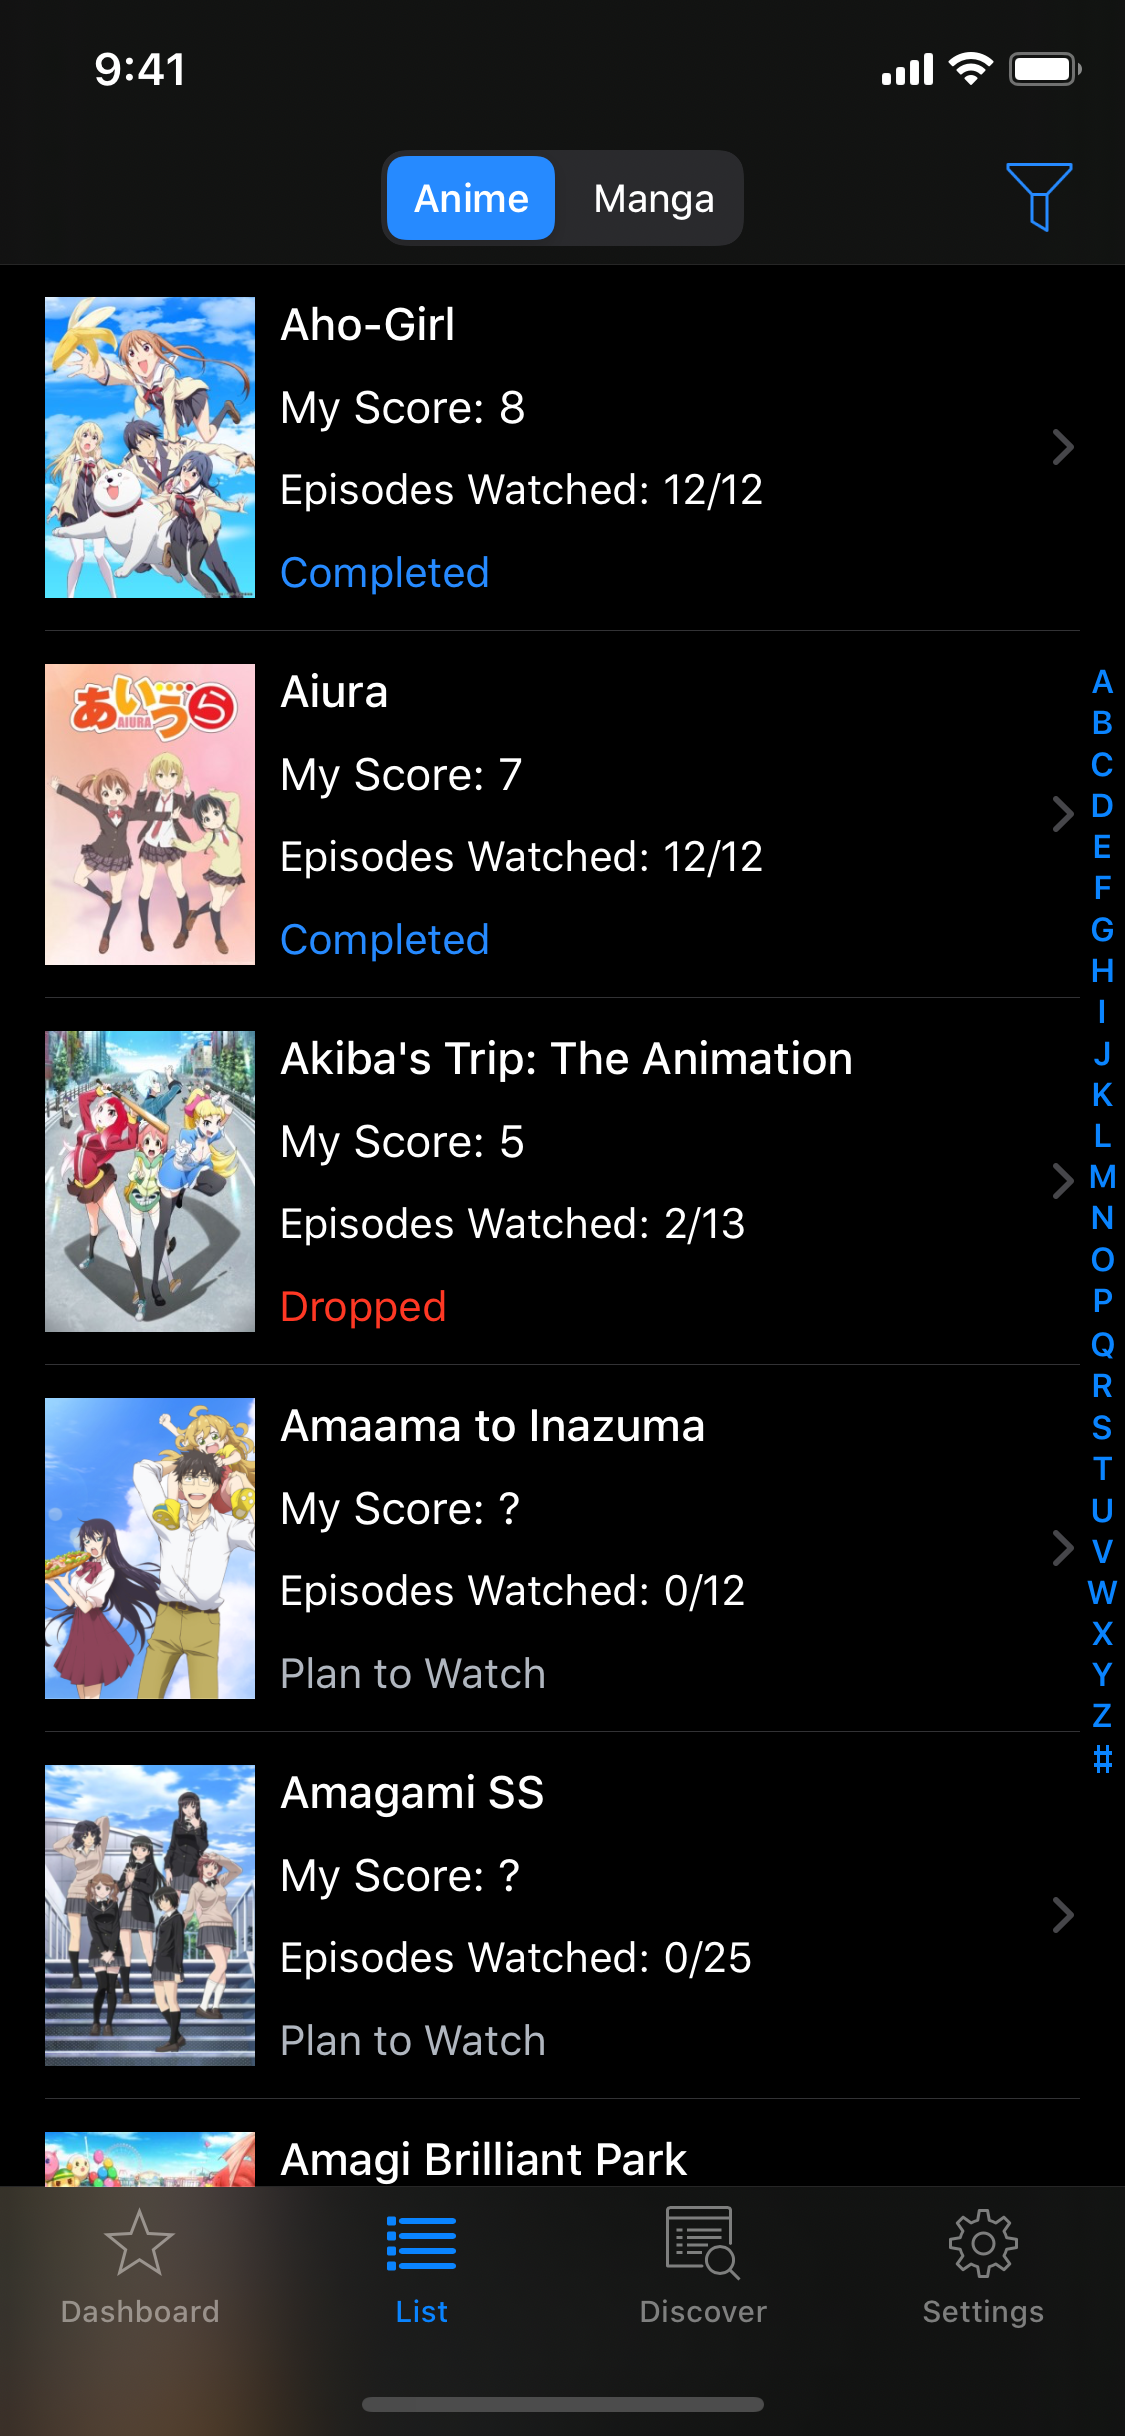 9:41
Anime Manga
Aho-Girl
My Score: 8
Episodes Watched: 12/12
Completed
あいうら
AIURA
Aiura
My Score: 7
Episodes Watched: 12/12
Completed
Akiba's Trip: The Animation
My Score: 5
Episodes Watched: 2/13
Dropped
Amaama to Inazuma
My Score: ?
Episodes Watched: 0/12
Plan to Watch
Amagami SS
My Score: ?
Episodes Watched: 0/25
Plan to Watch
Amagi Brilliant Park
A
B
C
D
E
F
G
H
I
J
K
L
M
N
O
P
Q
R
S
T
U
V
W
X
Y
Z
#
Dashboard List Discover Settings